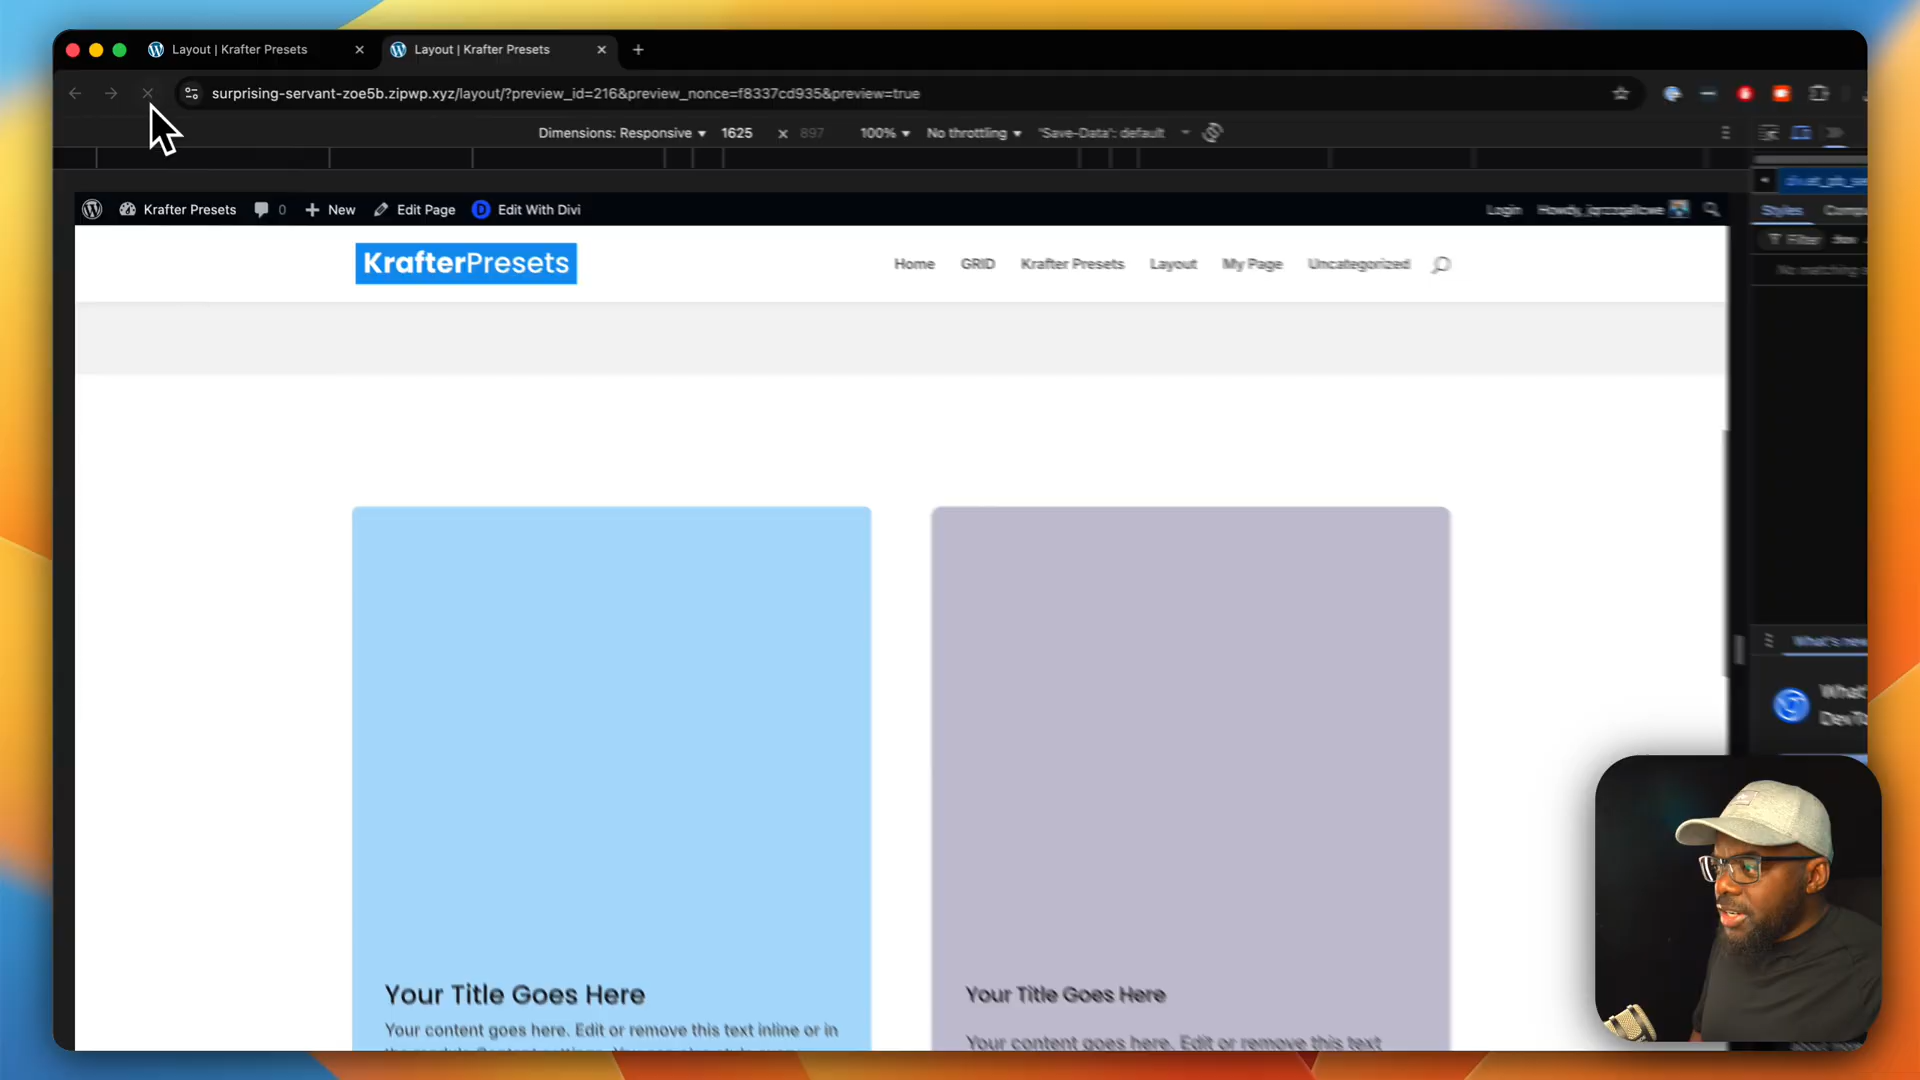 Layout | Krafter Presets
Layout | Krafter Presets
surprising-servant-zoe5b.zipwp.xyz/layout/?preview_id=216&preview_nonce=f8337cd935&preview=true
Dimensions: Responsive 1625 x 897 100% No throttling 'Save-Data': default
Krafter Presets 0 New Edit Page Edit With Divi Login Howdy,
Styles
Filter
KrafterPresets
Home GRID Krafter Presets Layout My Page Uncategorized
No matching
What's new
What'
DevTo
Your Title Goes Here
Your content goes here. Edit or remove this text inline or in
Your Title Goes Here
Your content goes here. Edit or remove this text